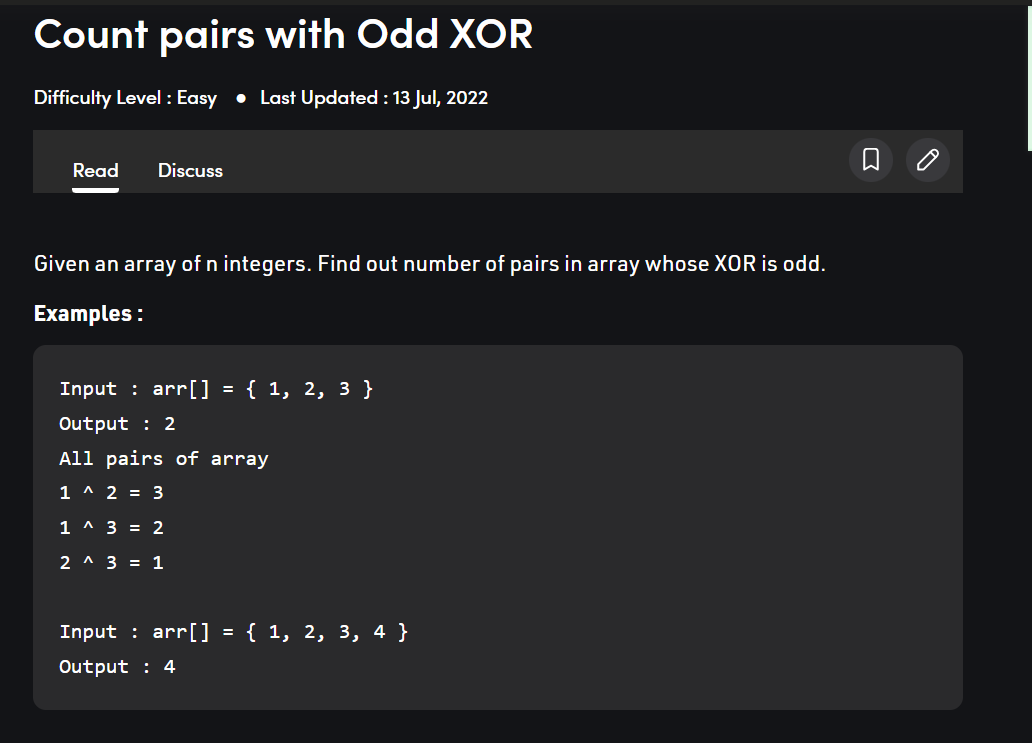 Count pairs with Odd XOR
Difficulty Level : Easy ● Last Updated : 13 Jul, 2022
Read Discuss
Given an array of n integers. Find out number of pairs in array whose XOR is odd.
Examples :
Input : arr[] = { 1, 2, 3 }
Output : 2
All pairs of array
1 ^ 2 = 3
1 ^ 3 = 2
2 ^ 3 = 1
Input : arr[] = { 1, 2, 3, 4 }
Output : 4